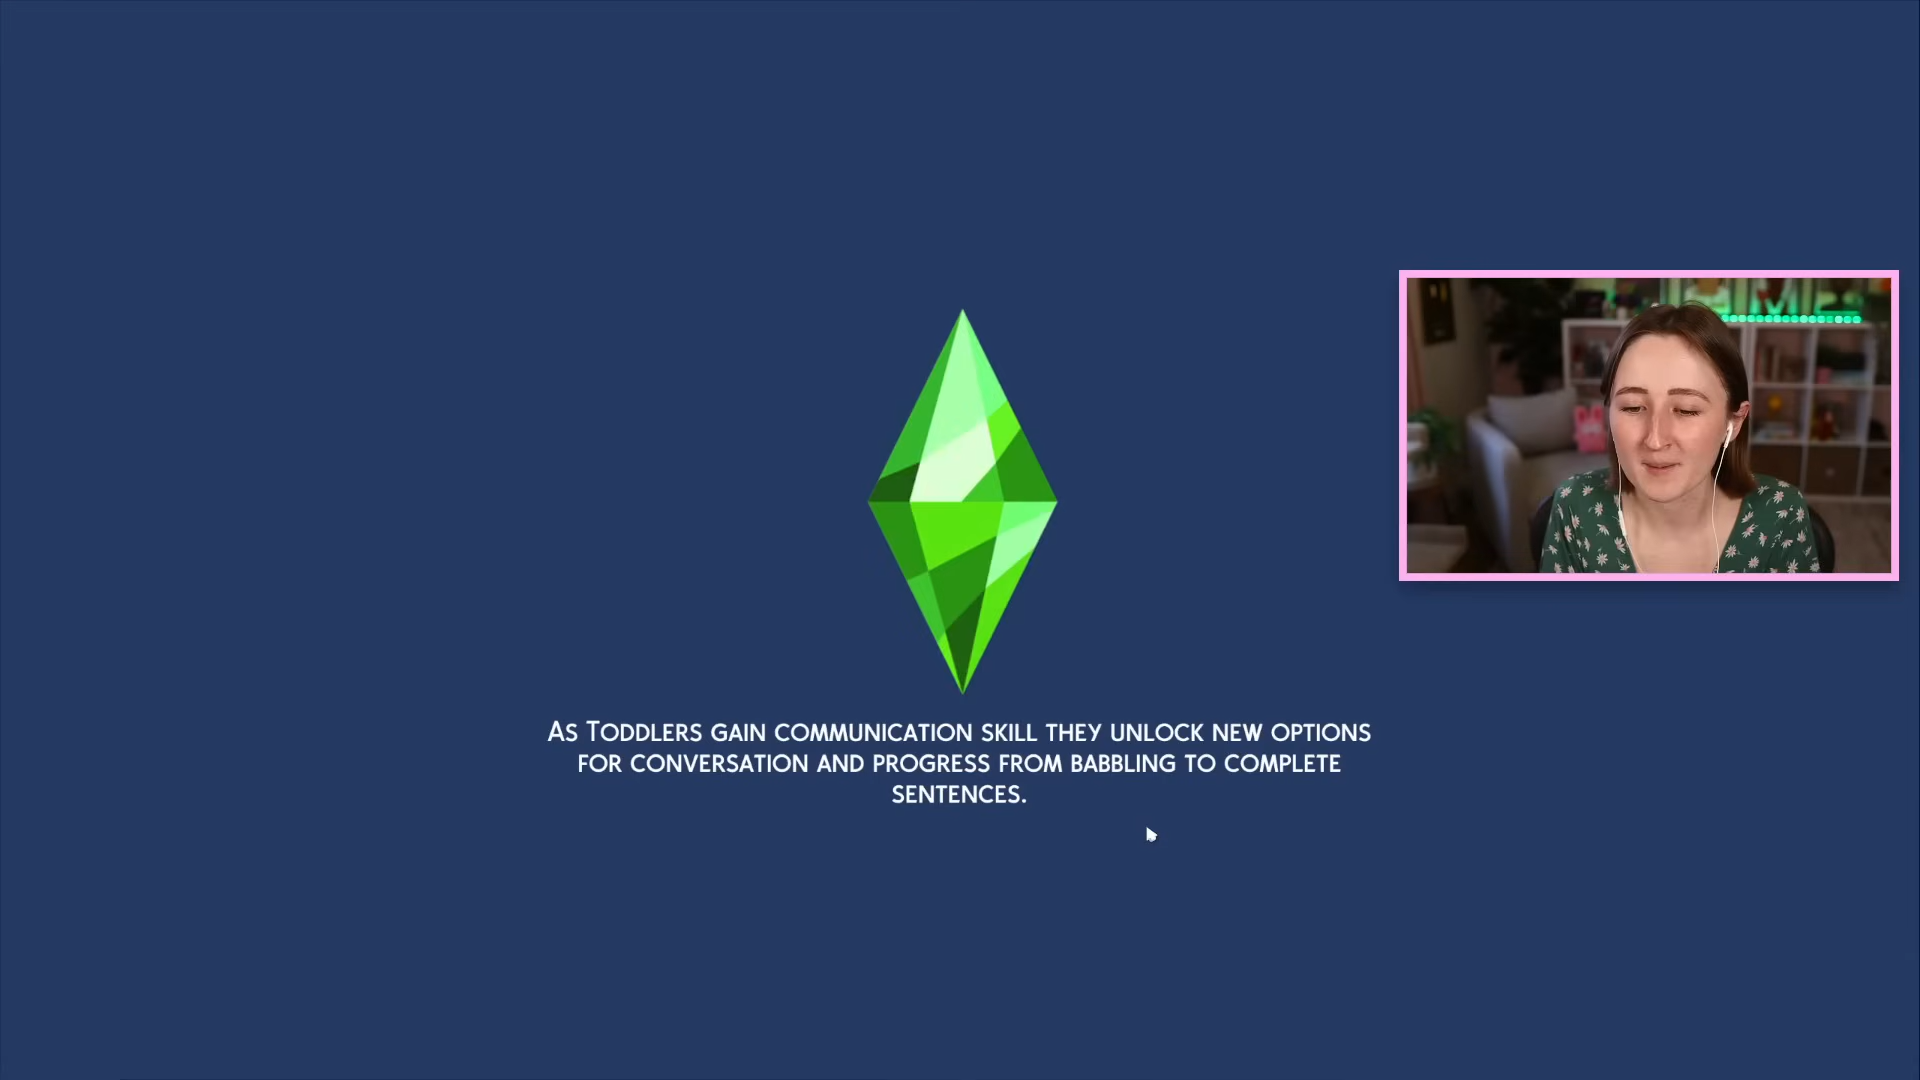 As Toddlers gain communication skill they unlock new options
for conversation and progress from babbling to complete
sentences.